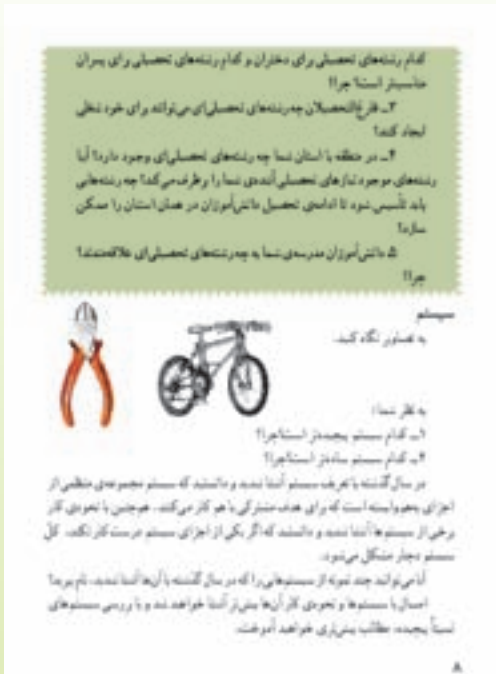 کدام رشته‌های تحصیلی برای دختران و کدام رشته‌های تحصیلی برای پسران
مناسبتر است؟ چرا؟
۳ـ فارغ‌التحصیلان چه رشته‌های تحصیلی‌ای می‌توانند برای خود شغلی
ایجاد کنند؟
۴ـ در منطقه یا استان شما چه رشته‌های تحصیلی‌ای وجود دارد؟ آیا
رشته‌های موجود نیازهای تحصیلی آینده‌ی شما را برطرف می‌کند؟ چه رشته‌هایی
باید تأسیس شود تا ادامه‌ی تحصیل دانش‌آموزان در همان استان را ممکن
سازد؟
۵ـ دانش‌آموزان مدرسه‌ی شما به چه رشته‌های تحصیلی‌ای علاقه‌مندند؟
چرا؟
سیستم
به تصاویر نگاه کنید.
به نظر شما:
۱ـ کدام سیستم پیچیده‌تر است؟ چرا؟
۲ـ کدام سیستم ساده‌تر است؟ چرا؟
در سال گذشته با تعریف سیستم آشنا شدید و دانستید که سیستم مجموعه‌ی منظمی از
اجزای به‌هم‌وابسته است که برای هدف مشترکی با هم کار می‌کند. همچنین با نحوه‌ی کار
برخی از سیستم‌ها آشنا شدید و دانستید که اگر یکی از اجزای سیستم درست کار نکند، کل
سیستم دچار مشکل می‌شود.
آیا می‌توانید چند نمونه از سیستم‌هایی را که در سال گذشته با آن‌ها آشنا شدید، نام ببرید؟
امسال با سیستم‌ها و نحوه‌ی کار آن‌ها بیش‌تر آشنا خواهید شد و با بررسی سیستم‌های
نسبتاً پیچیده، مطالب بیش‌تری خواهید آموخت.
۸